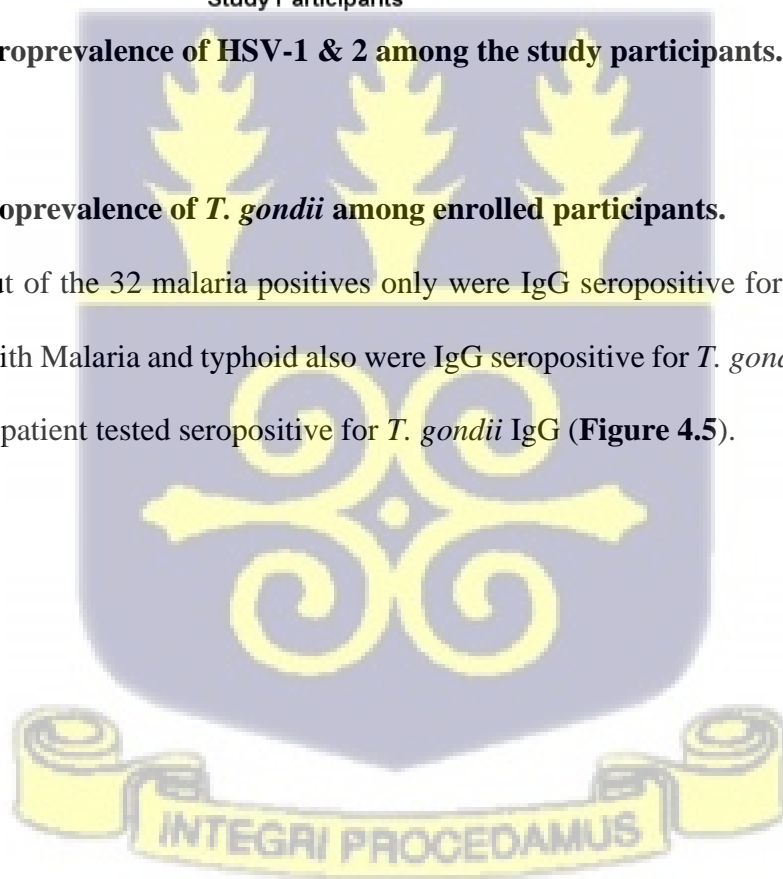 Study Participants
roprevalence of HSV-1 & 2 among the study participants.
oprevalence of T. gondii among enrolled participants.
t of the 32 malaria positives only were IgG seropositive for
ith Malaria and typhoid also were IgG seropositive for T. gond
patient tested seropositive for T. gondii IgG (Figure 4.5).
INTEGRI PROCEDAMUS